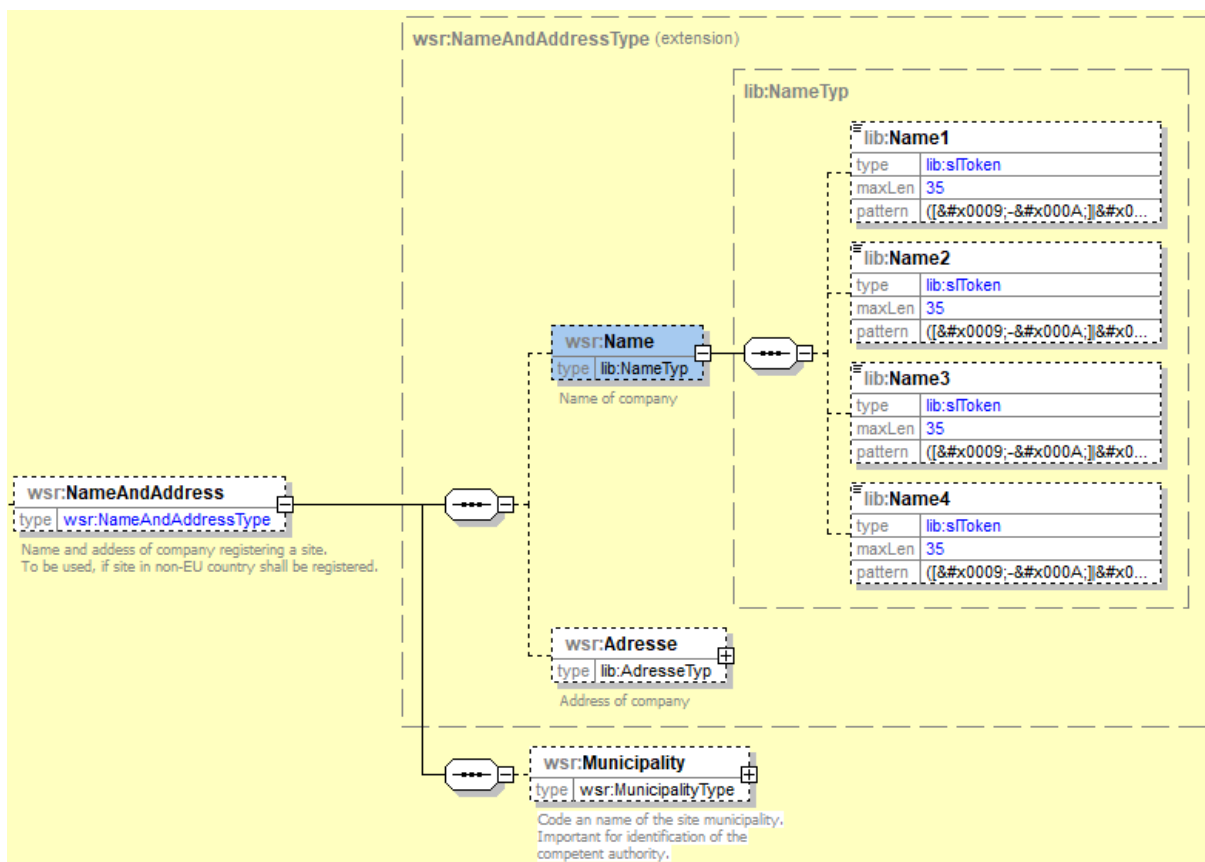 wsr:NameAndAddressType (extension)
lib:NameTyp
lib:Name1
type lib:slToken
maxLen 35
pattern ([&#x0009;-&#x000A;]|&#x0...
lib:Name2
type lib:slToken
maxLen 35
pattern ([&#x0009;-&#x000A;]|&#x0...
wsr:Name
type lib:NameTyp
Name of company
lib:Name3
type lib:slToken
maxLen 35
pattern ([&#x0009;-&#x000A;]|&#x0...
lib:Name4
type lib:slToken
maxLen 35
pattern ([&#x0009;-&#x000A;]|&#x0...
wsr:NameAndAddress
type wsr:NameAndAddressType
Name and addess of company registering a site.
To be used, if site in non-EU country shall be registered.
wsr:Adresse
type lib:AdresseTyp
Address of company
wsr:Municipality
type wsr:MunicipalityType
Code an name of the site municipality.
Important for identification of the
competent authority.